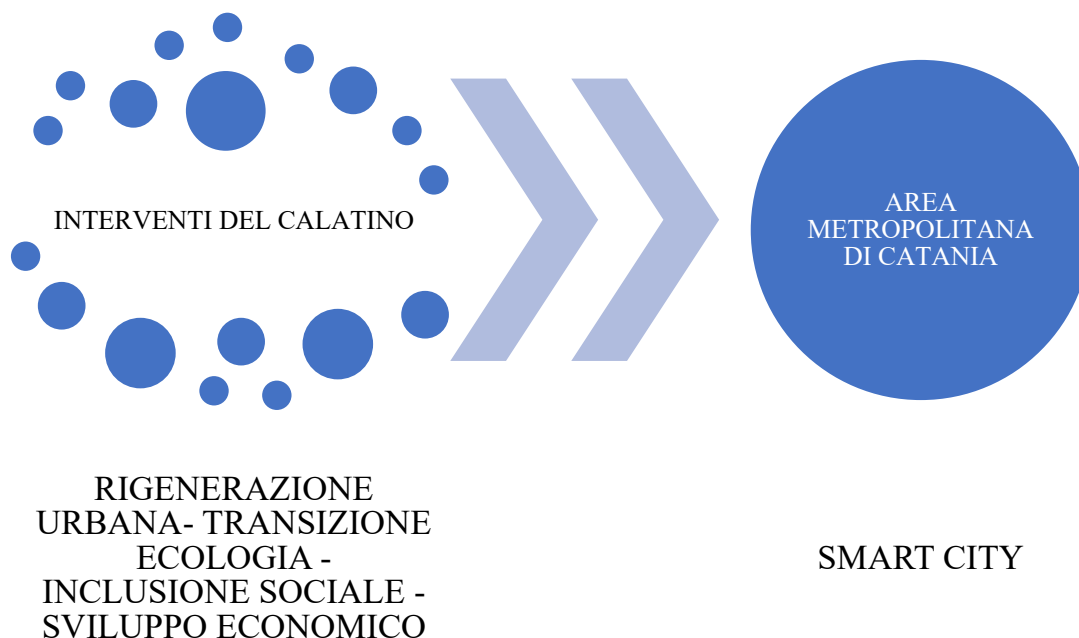 INTERVENTI DEL CALATINO
AREA
METROPOLITANA
DI CATANIA
RIGENERAZIONE
URBANA- TRANSIZIONE
ECOLOGIA -
INCLUSIONE SOCIALE -
SVILUPPO ECONOMICO
SMART CITY